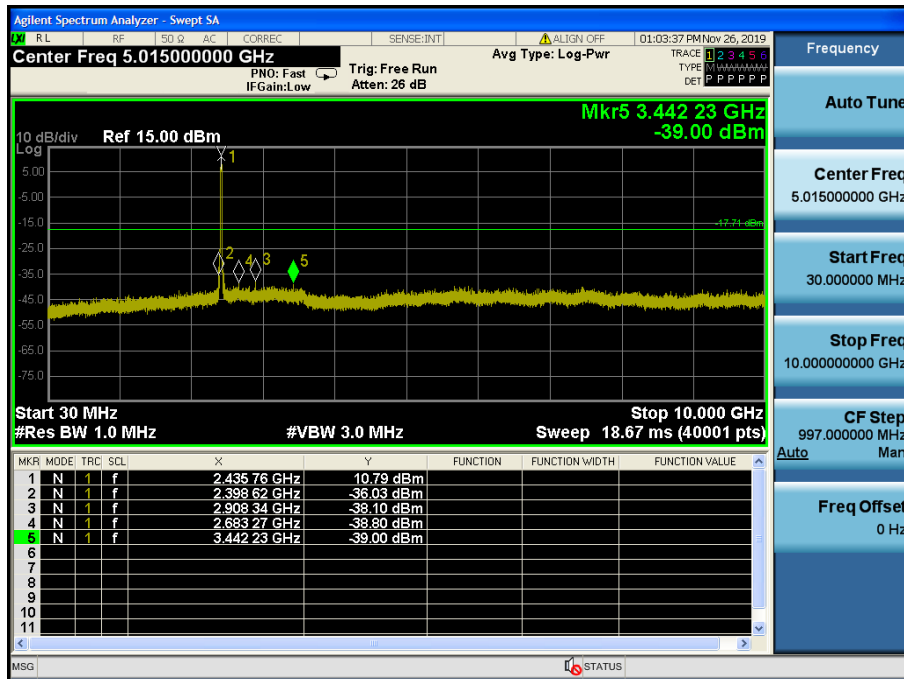 Agilent Spectrum Analyzer - Swept SA
LXI RL RF 50 Ω AC CORREC SENSE:INT ALIGN OFF 01:03:37 PM Nov 26, 2019
Center Freq 5.015000000 GHz
PNO: Fast
IFGain:Low
Trig: Free Run
Atten: 26 dB
Avg Type: Log-Pwr
TRACE 1 2 3 4 5 6
TYPE M
DET P P P P P P
Mkr5 3.442 23 GHz
-39.00 dBm
10 dB/div Ref 15.00 dBm
Log
5.00
-5.00
-15.0
-25.0
-35.0
-45.0
-55.0
-65.0
-75.0
1
2
4
3
5
-17.71 dBm
Start 30 MHz
Stop 10.000 GHz
#Res BW 1.0 MHz
#VBW 3.0 MHz
Sweep 18.67 ms (40001 pts)
MKR MODE TRC SCL X Y FUNCTION FUNCTION WIDTH FUNCTION VALUE
1 N 1 f 2.435 76 GHz 10.79 dBm
2 N 1 f 2.398 62 GHz -36.03 dBm
3 N 1 f 2.908 34 GHz -38.10 dBm
4 N 1 f 2.683 27 GHz -38.80 dBm
5 N 1 f 3.442 23 GHz -39.00 dBm
6
7
8
9
10
11
MSG
STATUS
Frequency
Auto Tune
Center Freq
5.015000000 GHz
Start Freq
30.000000 MHz
Stop Freq
10.000000000 GHz
CF Step
997.000000 MHz
Auto Man
Freq Offset
0 Hz